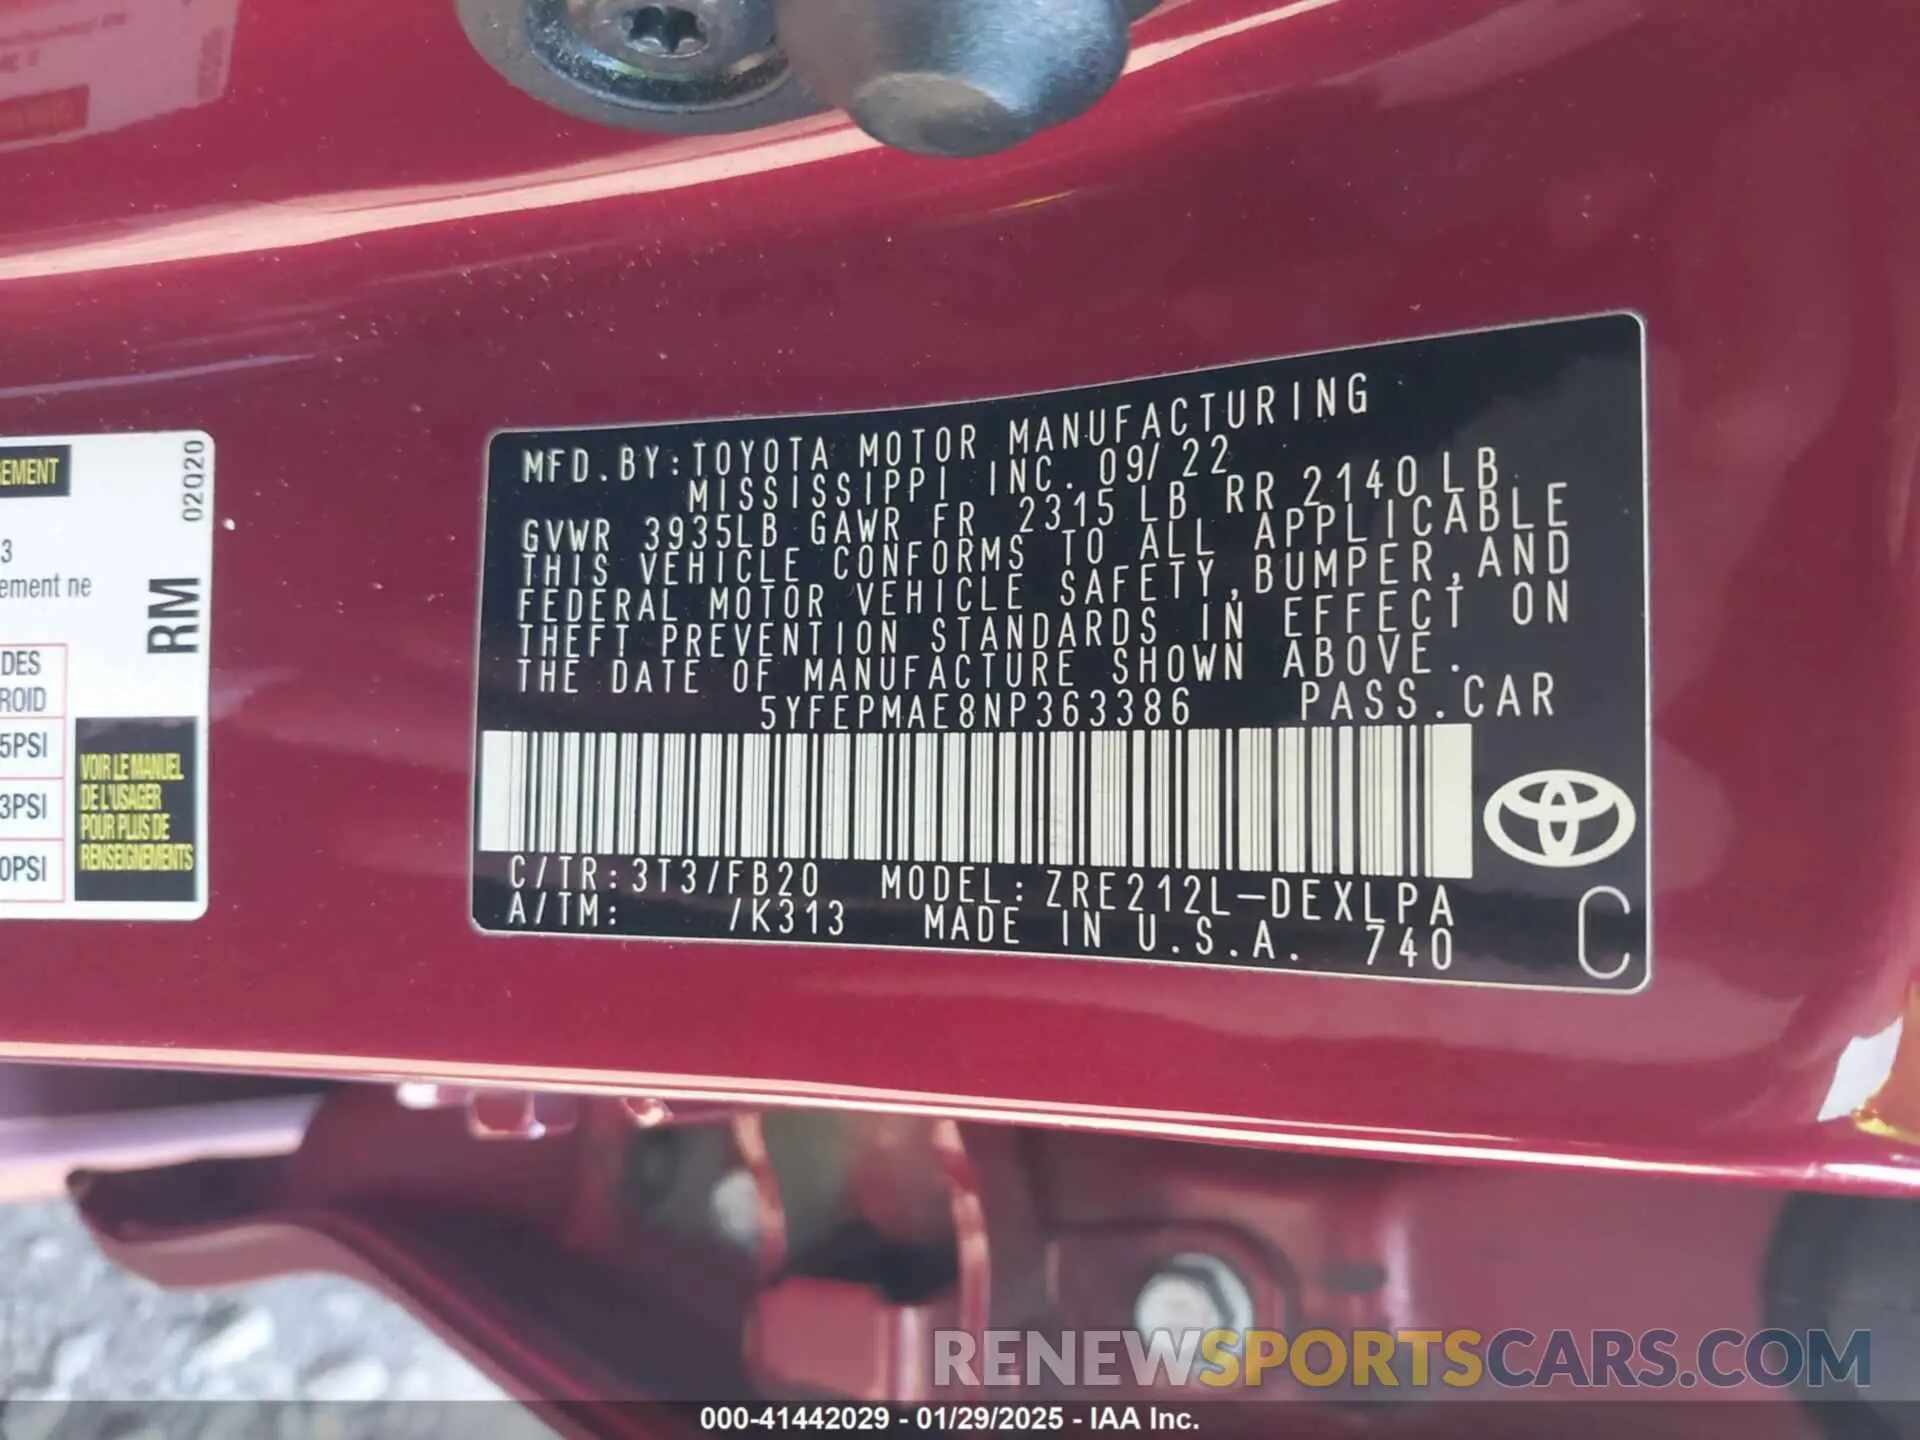 MFD.BY:TOYOTA MOTOR MANUFACTURING
MISSISSIPPI INC. 09/22
GVWR 3935LB GAWR FR 2315 LB RR 2140 LB
THIS VEHICLE CONFORMS TO ALL APPLICABLE
FEDERAL MOTOR VEHICLE SAFETY,BUMPER,AND
THEFT PREVENTION STANDARDS IN EFFECT ON
THE DATE OF MANUFACTURE SHOWN ABOVE.
5YFEPMAE8NP363386 PASS.CAR
C/TR:3T3/FB20 MODEL:ZRE212L-DEXLPA
A/TM: /K313 MADE IN U.S.A. 740
C
02Q20
RM
3
ne
DES
5PSI
3PSI
0PSI
VOIR LE MANUEL
DE L'USAGER
POUR PLUS DE
RENSEIGNEMENTS
RENEWSPORTSCARS.COM
000-41442029 - 01/29/2025 - IAA Inc.